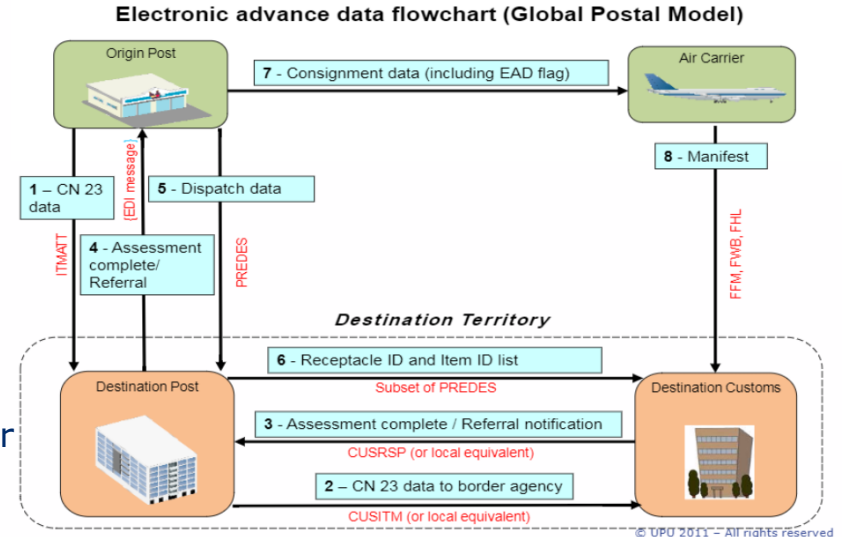 Electronic advance data flowchart (Global Postal Model)
Origin Post
7 - Consignment data (including EAD flag)
Air Carrier
1 – CN 23
data
ITMATT
{EDI message}
4 - Assessment
complete/
Referral
5 - Dispatch data
PREDES
8 - Manifest
FFM, FWB, FHL
Destination Territory
Destination Post
6 - Receptacle ID and Item ID list
Subset of PREDES
Destination Customs
3 - Assessment complete / Referral notification
CUSRSP (or local equivalent)
2 – CN 23 data to border agency
CUSITM (or local equivalent)
r
© UPU 2011 – All rights reserved